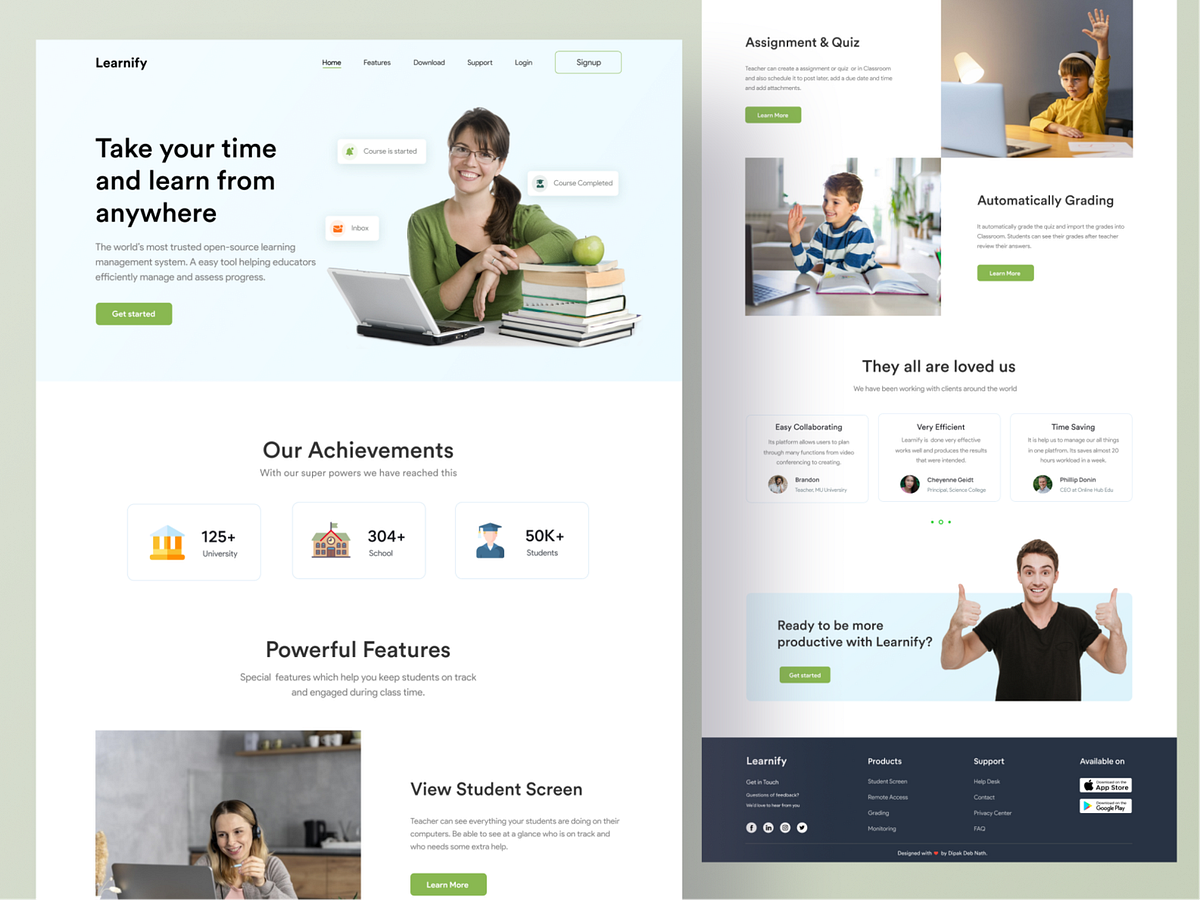 Learnify
Home Features Download Support Login Signup
Take your time
and learn from
anywhere
The world's most trusted open-source learning
management system. A easy tool helping educators
efficiently manage and assess progress.
Get started
Course is started
Course Completed
Inbox
Our Achievements
With our super powers we have reached this
125+
University
304+
School
50K+
Students
Powerful Features
Special features which help you keep students on track
and engaged during class time.
View Student Screen
Teacher can see everything your students are doing on their
computers. Be able to see at a glance who is on track and
who needs some extra help.
Learn More
Assignment & Quiz
Teacher can create a assignment or quiz or in Classroom
and also schedule it to post later, add a due date and time
and add attachments.
Learn More
Automatically Grading
It automatically grade the quiz and import the grades into
Classroom. Students can see their grades after teacher
review their answers.
Learn More
They all are loved us
We have been working with clients around the world
Easy Collaborating
Its platform allows users to plan
through many functions from video
conferencing to creating.
Brandon
Teacher, MU Universiry
Very Efficient
Learnify is done very effective
works well and produces the results
that were intended.
Cheyenne Geidt
Principal, Science College
Time Saving
It is help us to manage our all things
in one platfrom. Its saves almost 20
hours workload in a week.
Phillip Donin
CEO at Online Hub Edu
Ready to be more
productive with Learnify?
Get started
Learnify
Get in Touch
Questions of feedback?
We'd love to hear from you
Products
Student Screen
Remote Access
Grading
Monitoring
Support
Help Desk
Contact
Privacy Center
FAQ
Available on
Download on the
App Store
Download on the
Google Play
Designed with ❤ by Dipak Deb Nath.